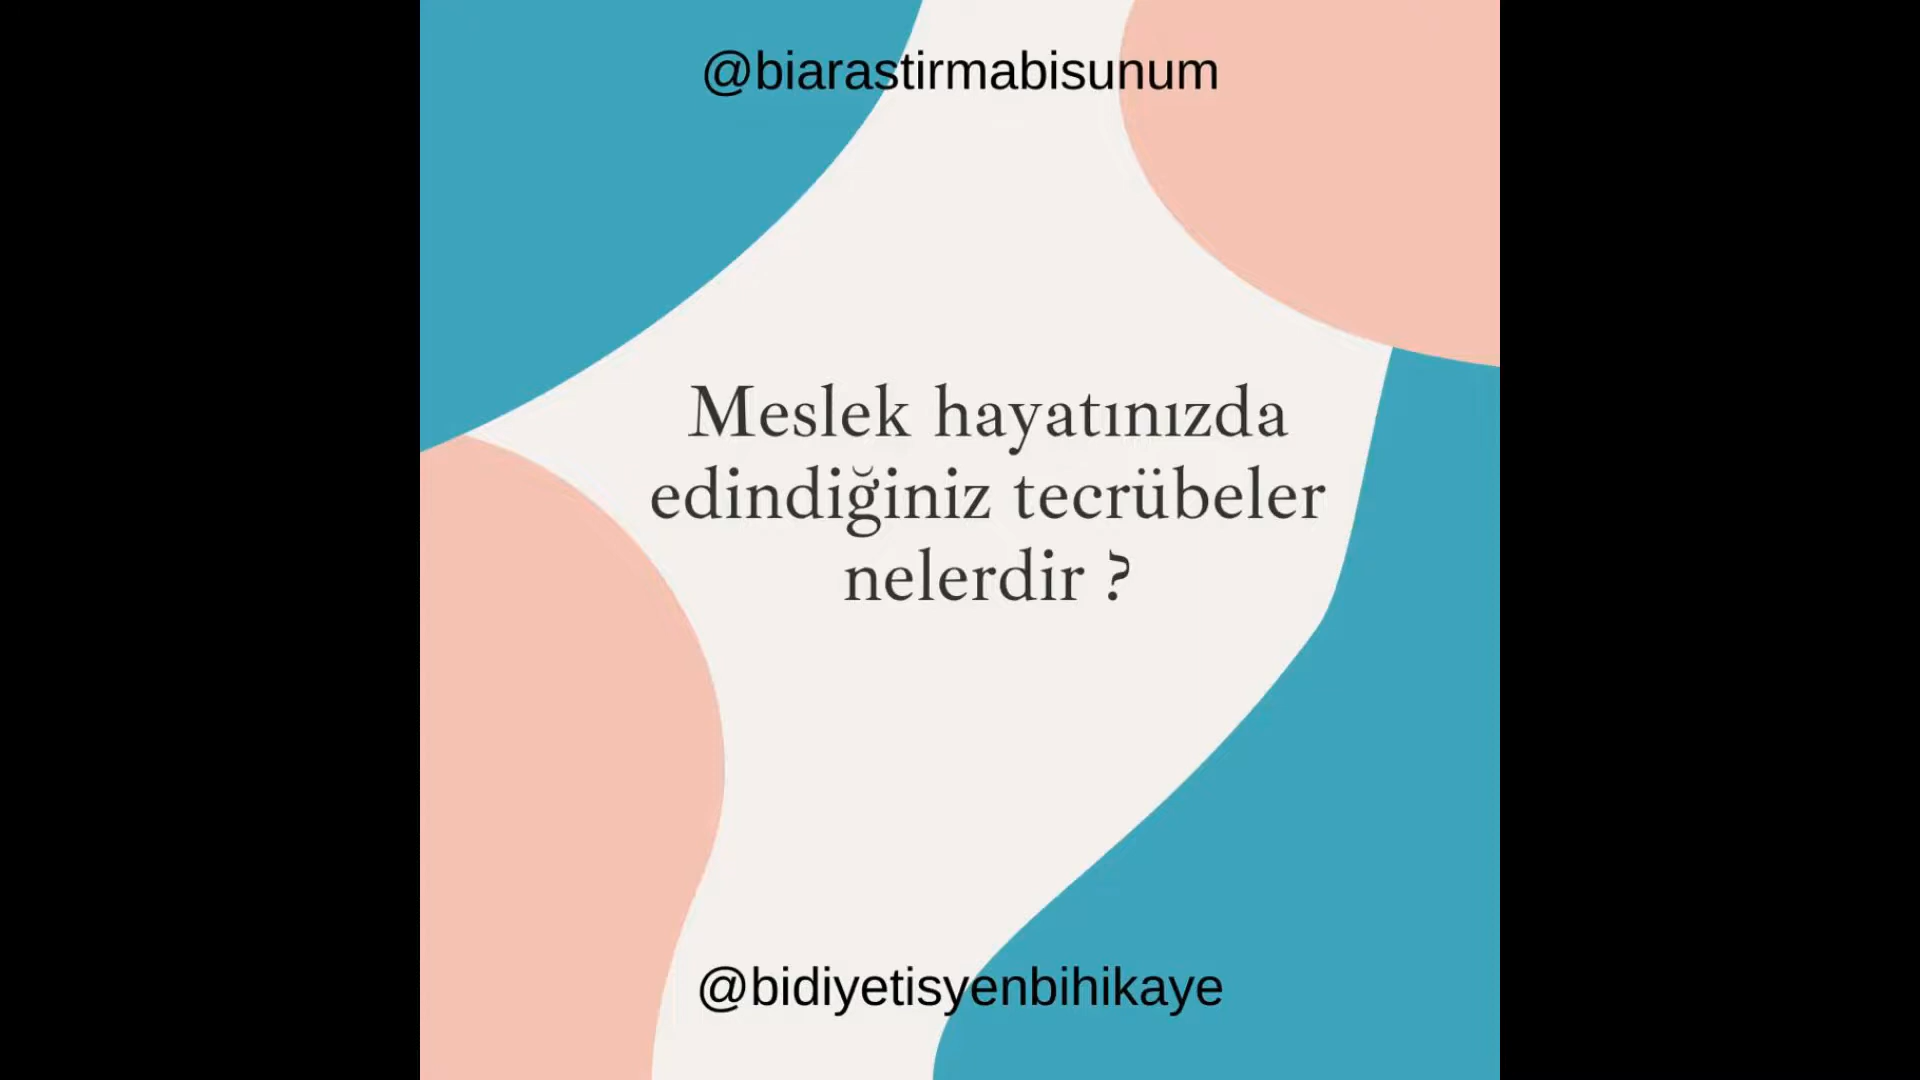 @biarastirmabisunum
Meslek hayatınızda
edindiğiniz tecrübeler
nelerdir ?
@bidiyetisyenbihikaye